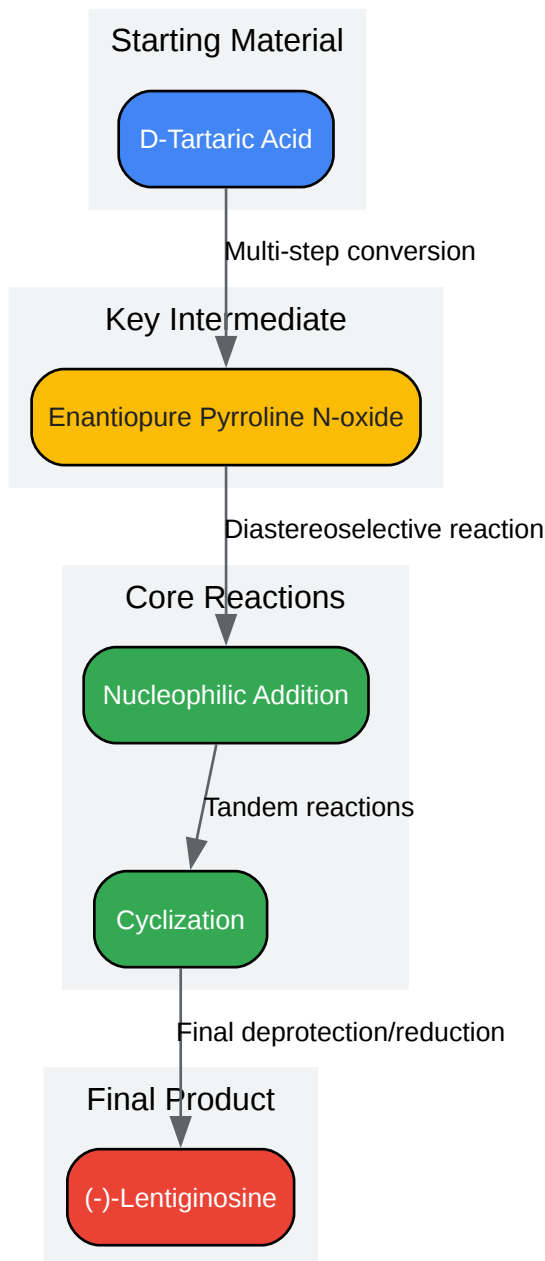 Starting Material
D-Tartaric Acid
Multi-step conversion
Key Intermediate
Enantiopure Pyrroline N-oxide
Diastereoselective reaction
Core Reactions
Nucleophilic Addition
Tandem reactions
Cyclization
Final deprotection/reduction
Final Product
(-)-Lentiginosine